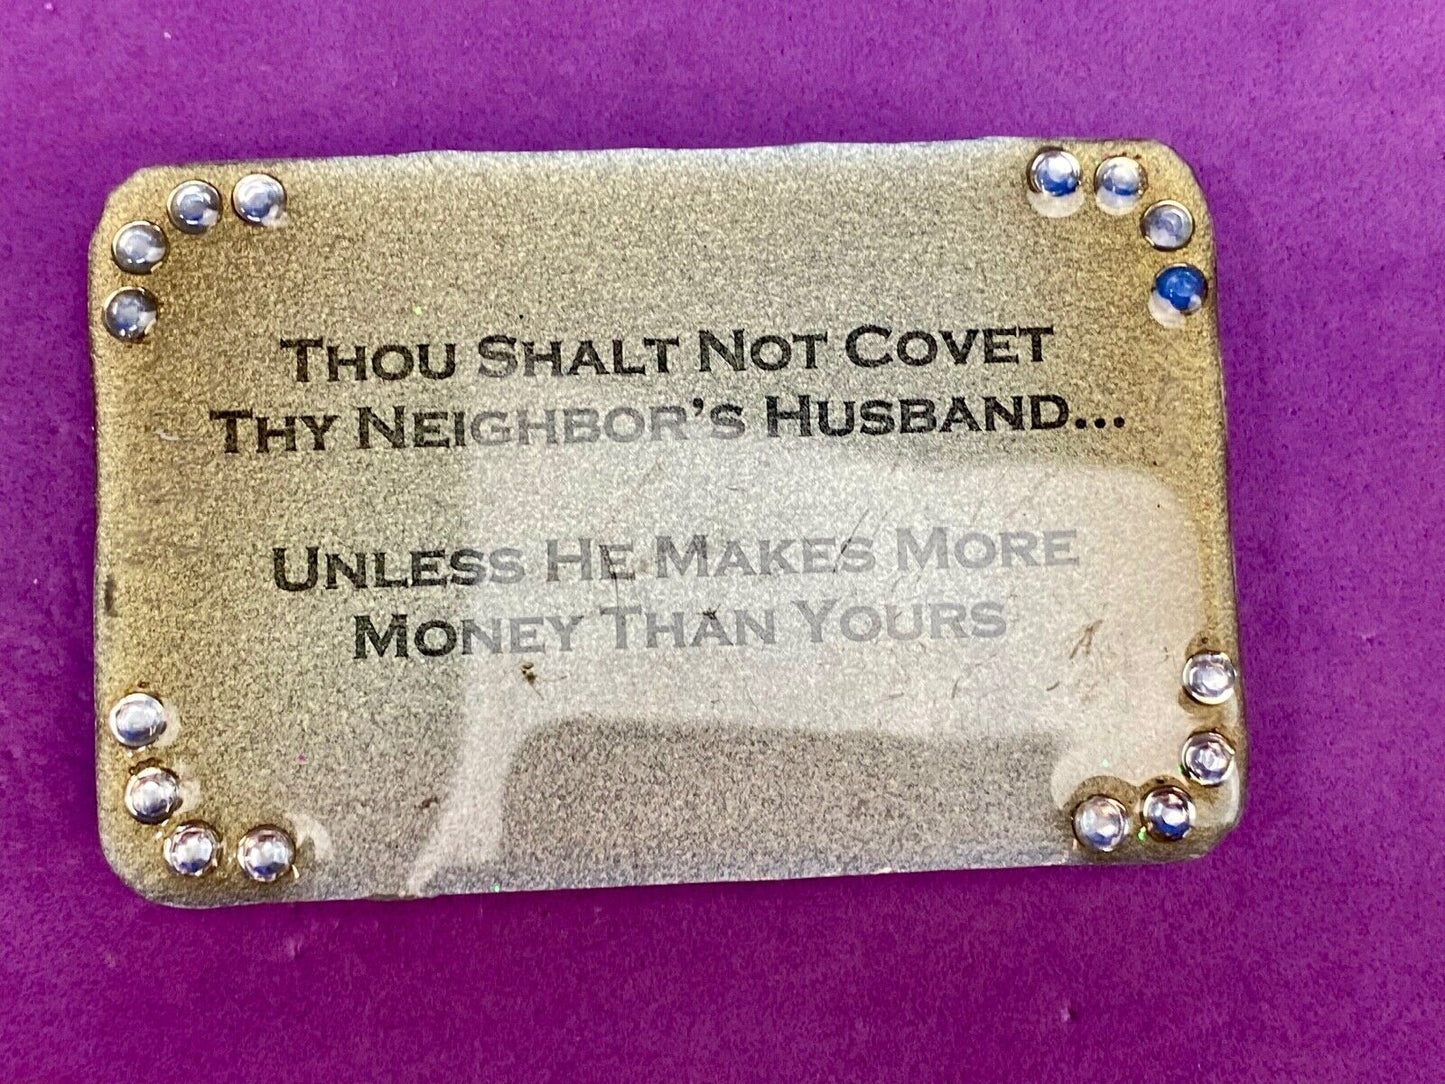 Thou Shalt Not Covet
Thy Neighbor's Husband...
Unless He Makes More
Money Than Yours